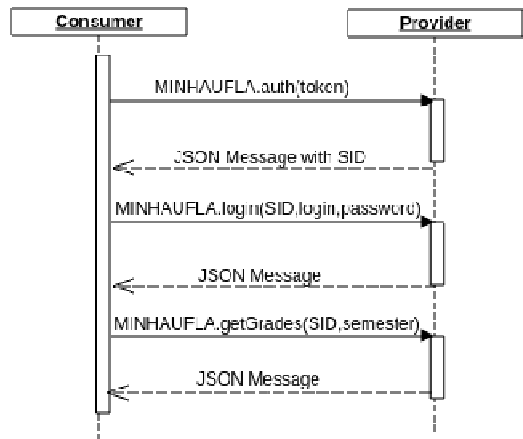 Consumer
Provider
MINHAUFLA.auth(token)
JSON Message with SID
MINHAUFLA.login(SID,login,password)
JSON Message
MINHAUFLA.getGrades(SID,semester)
JSON Message